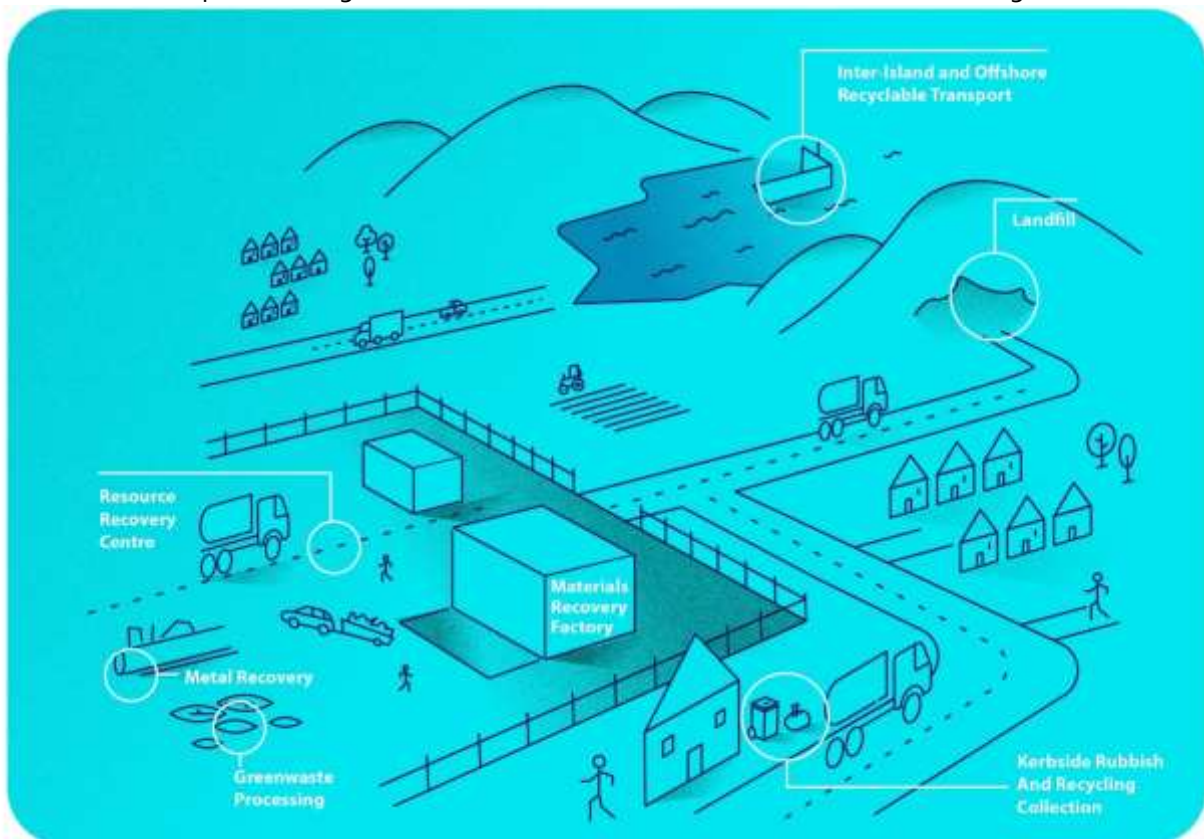 Inter-Island and Offshore
Recyclable Transport
Landfill
Resource
Recovery
Centre
Materials
Recovery
Factory
Metal Recovery
Greenwaste
Processing
Kerbside Rubbish
And Recycling
Collection